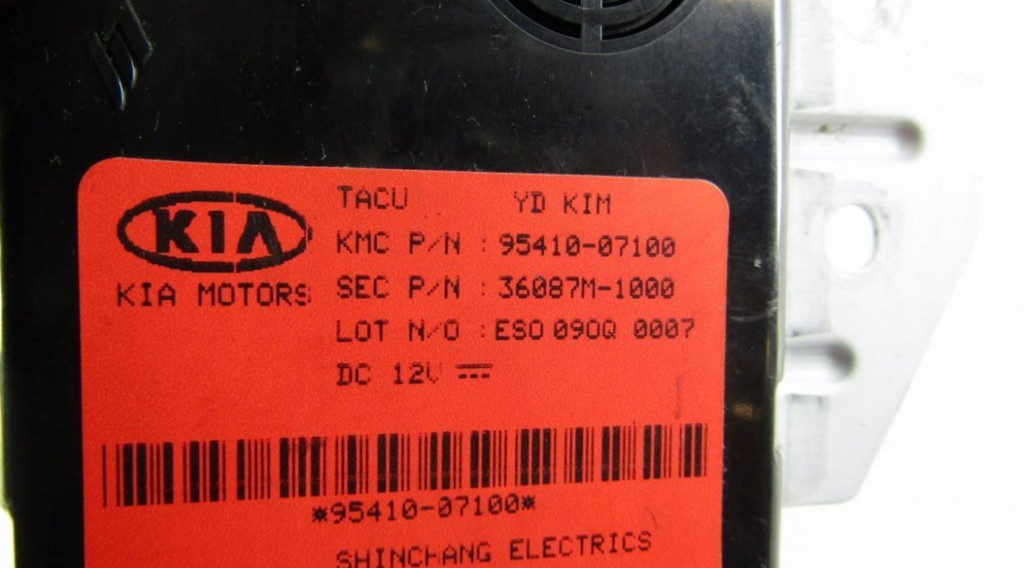 KIA
KIA MOTORS
TACU YD KIM
KMC P/N : 95410-07100
SEC P/N : 36087M-1000
LOT N/O : ESO 090Q 0007
DC 12V
*95410-07100*
SHINCHANG ELECTRICS